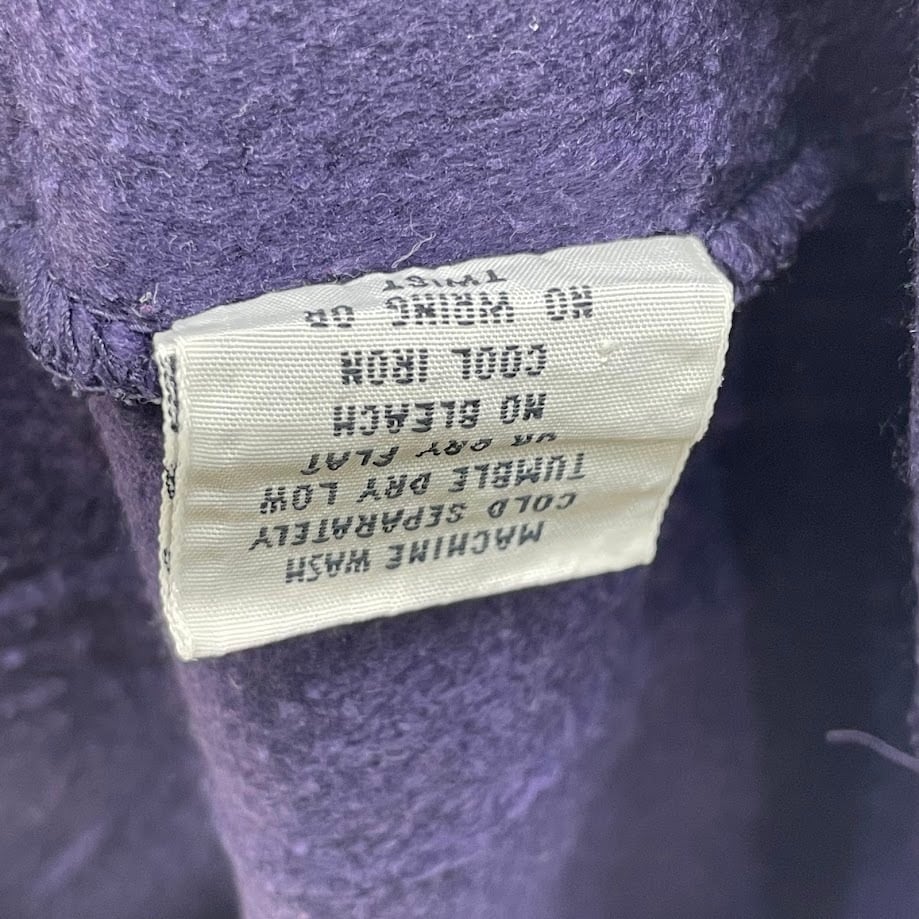 MACHINE WASH
COLD SEPARATELY
TUMBLE DRY LOW
OR DRY FLAT
NO BLEACH
COOL IRON
NO WRING OR
TWIST